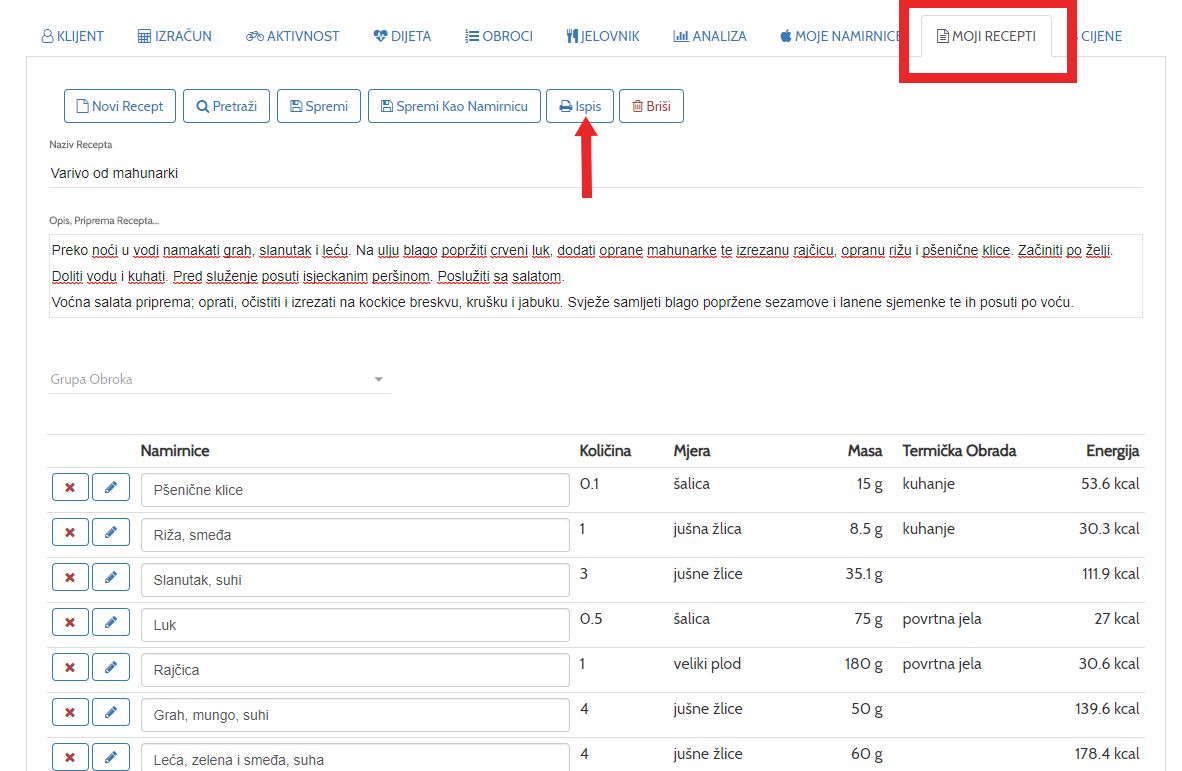 KLIJENT IZRAČUN AKTIVNOST DIJETA OBROCI JELOVNIK ANALIZA MOJE NAMIRNICE MOJI RECEPTI CIJENE
Novi Recept Pretraži Spremi Spremi Kao Namirnicu Ispis Briši
Naziv Recepta
Varivo od mahunarki
Opis, Priprema Recepta...
Preko noći u vodi namakati grah, slanutak i leću. Na ulju blago popržiti crveni luk, dodati oprane mahunarke te izrezanu rajčicu, opranu rižu i pšenične klice. Začiniti po želji.
Doliti vodu i kuhati. Pred služenje posuti isjeckanim peršinom. Poslužiti sa salatom.
Voćna salata priprema; oprati, očistiti i izrezati na kockice breskvu, krušku i jabuku. Svježe samljeti blago popržene sezamove i lanene sjemenke te ih posuti po voću.
Grupa Obroka
Namirnice Količina Mjera Masa Termička Obrada Energija
Pšenične klice 0.1 šalica 15 g kuhanje 53.6 kcal
Riža, smeđa 1 jušna žlica 8.5 g kuhanje 30.3 kcal
Slanutak, suhi 3 jušne žlice 35.1 g 111.9 kcal
Luk 0.5 šalica 75 g povrtna jela 27 kcal
Rajčica 1 veliki plod 180 g povrtna jela 30.6 kcal
Grah, mungo, suhi 4 jušne žlice 50 g 139.6 kcal
Leća, zelena i smeđa, suha 4 jušne žlice 60 g 178.4 kcal